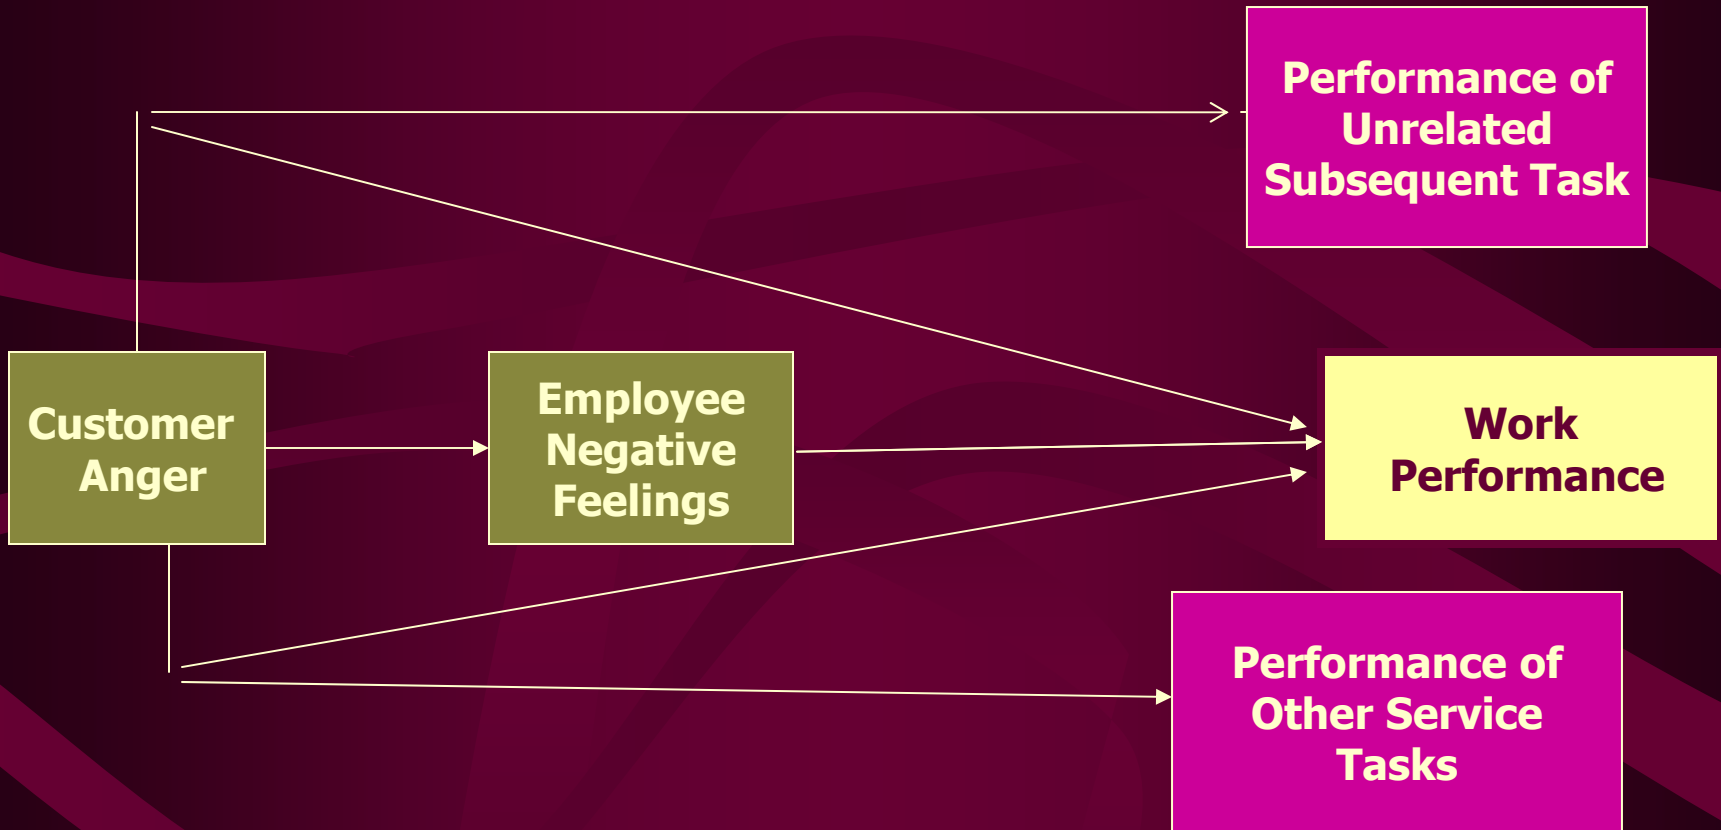 Performance of
Unrelated
Subsequent Task
Customer
Anger
Employee
Negative
Feelings
Work
Performance
Performance of
Other Service
Tasks